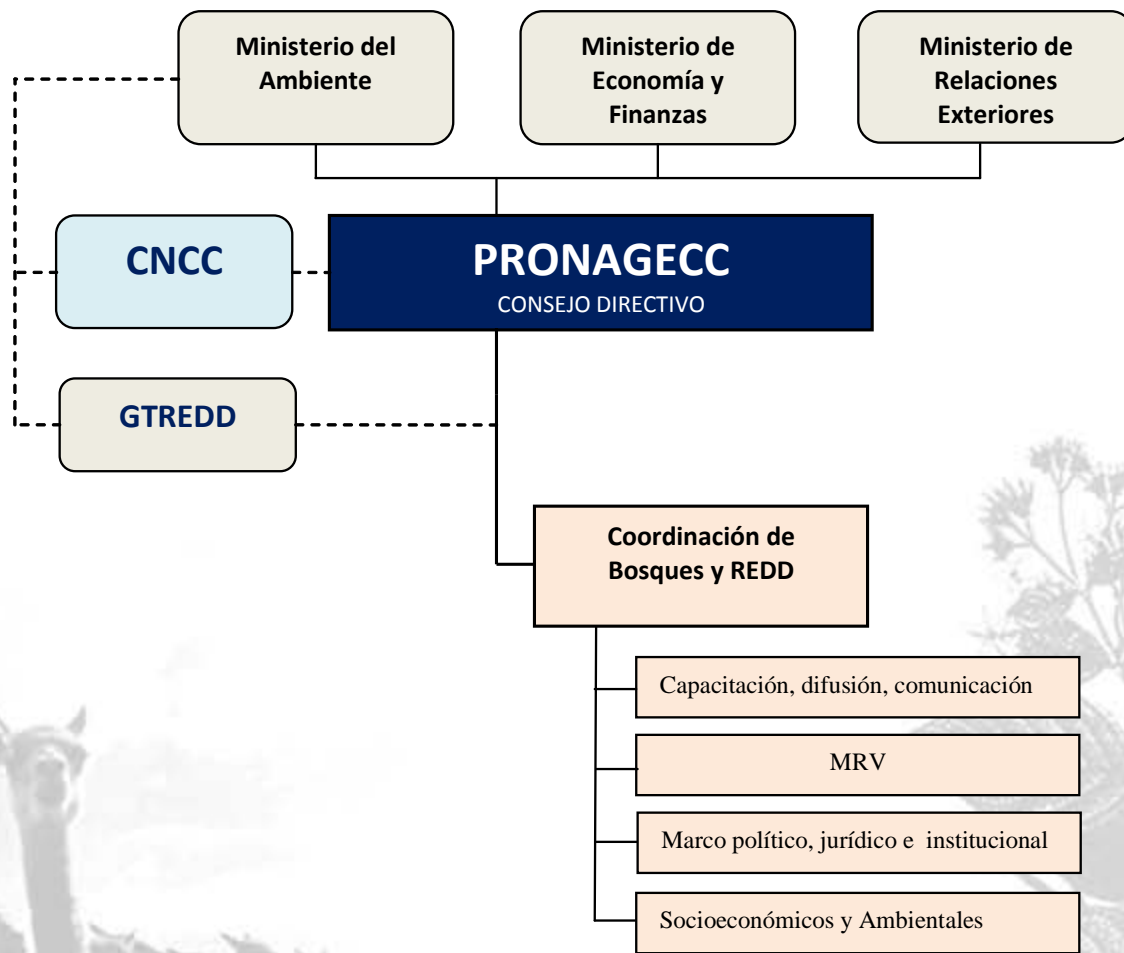 Ministerio del
Ambiente
Ministerio de
Economía y
Finanzas
Ministerio de
Relaciones
Exteriores
CNCC
PRONAGECC
CONSEJO DIRECTIVO
GTREDD
Coordinación de
Bosques y REDD
Capacitación, difusión, comunicación
MRV
Marco político, jurídico e institucional
Socioeconómicos y Ambientales